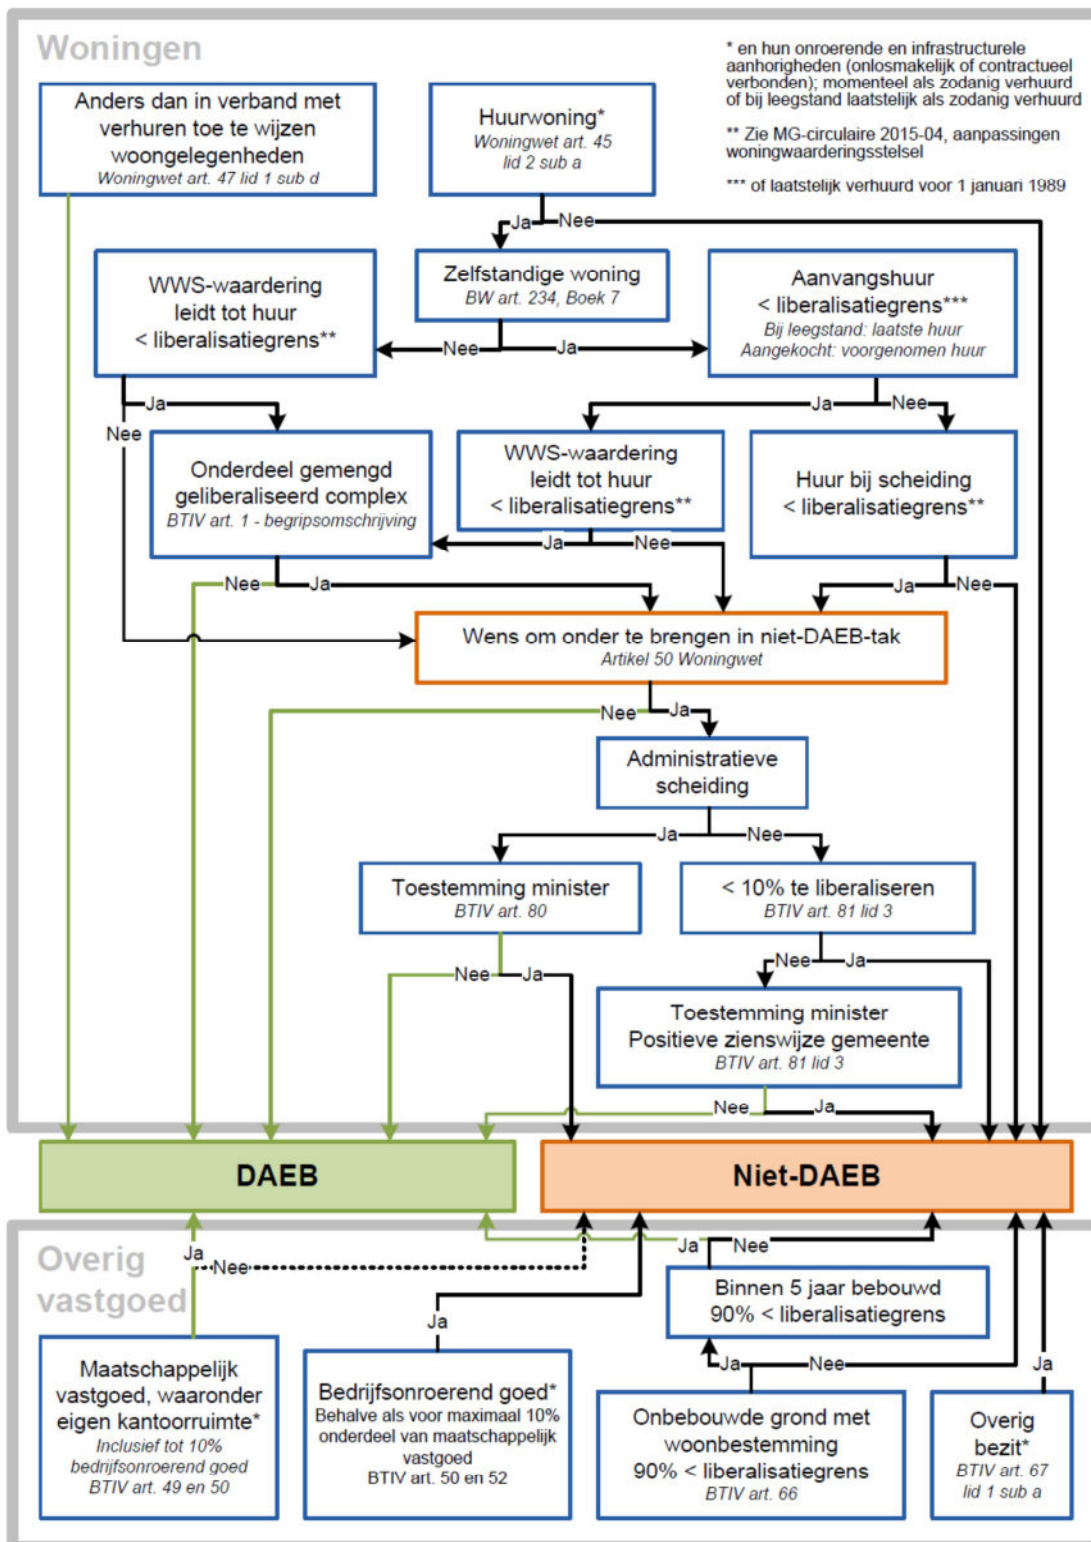 Woningen
* en hun onroerende en infrastructurele
aanhorigheden (onlosmakelijk of contractueel
verbonden); momenteel als zodanig verhuurd
of bij leegstand laatstelijk als zodanig verhuurd
** Zie MG-circulaire 2015-04, aanpassingen
woningwaarderingsstelsel
*** of laatstelijk verhuurd voor 1 januari 1989
Anders dan in verband met
verhuren toe te wijzen
woongelegenheden
Woningwet art. 47 lid 1 sub d
Huurwoning*
Woningwet art. 45
lid 2 sub a
Ja
Nee
WWS-waardering
leidt tot huur
< liberalisatiegrens**
Zelfstandige woning
BW art. 234, Boek 7
Aanvangshuur
< liberalisatiegrens***
Bij leegstand: laatste huur
Aangekocht: voorgenomen huur
Nee
Ja
Ja
Nee
Ja
Nee
Onderdeel gemengd
geliberaliseerd complex
BTIV art. 1 - begripsomschrijving
WWS-waardering
leidt tot huur
< liberalisatiegrens**
Huur bij scheiding
< liberalisatiegrens**
Ja
Nee
Nee
Ja
Ja
Nee
Wens om onder te brengen in niet-DAEB-tak
Artikel 50 Woningwet
Nee
Ja
Administratieve
scheiding
Ja
Nee
Toestemming minister
BTIV art. 80
< 10% te liberaliseren
BTIV art. 81 lid 3
Nee
Ja
Nee
Ja
Toestemming minister
Positieve zienswijze gemeente
BTIV art. 81 lid 3
Nee
Ja
DAEB
Niet-DAEB
Overig
vastgoed
Ja
Nee
Ja
Nee
Binnen 5 jaar bebouwd
90% < liberalisatiegrens
Ja
Ja
Nee
Ja
Maatschappelijk
vastgoed, waaronder
eigen kantoorruimte*
Inclusief tot 10%
bedrijfsonroerend goed
BTIV art. 49 en 50
Bedrijfsonroerend goed*
Behalve als voor maximaal 10%
onderdeel van maatschappelijk
vastgoed
BTIV art. 50 en 52
Onbebouwde grond met
woonbestemming
90% < liberalisatiegrens
BTIV art. 66
Overig
bezit*
BTIV art. 67
lid 1 sub a